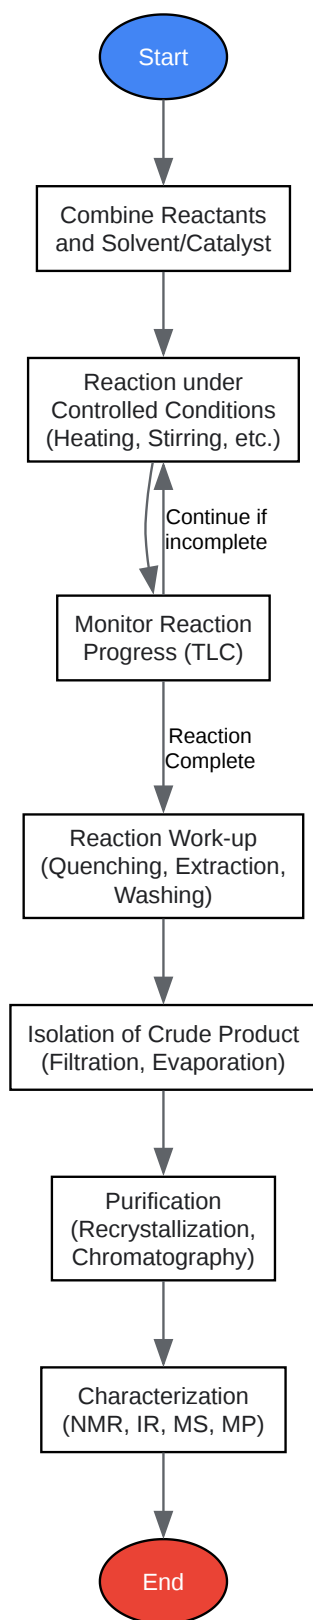 Start
Combine Reactants
and Solvent/Catalyst
Reaction under
Controlled Conditions
(Heating, Stirring, etc.)
Continue if
incomplete
Monitor Reaction
Progress (TLC)
Reaction
Complete
Reaction Work-up
(Quenching, Extraction,
Washing)
Isolation of Crude Product
(Filtration, Evaporation)
Purification
(Recrystallization,
Chromatography)
Characterization
(NMR, IR, MS, MP)
End